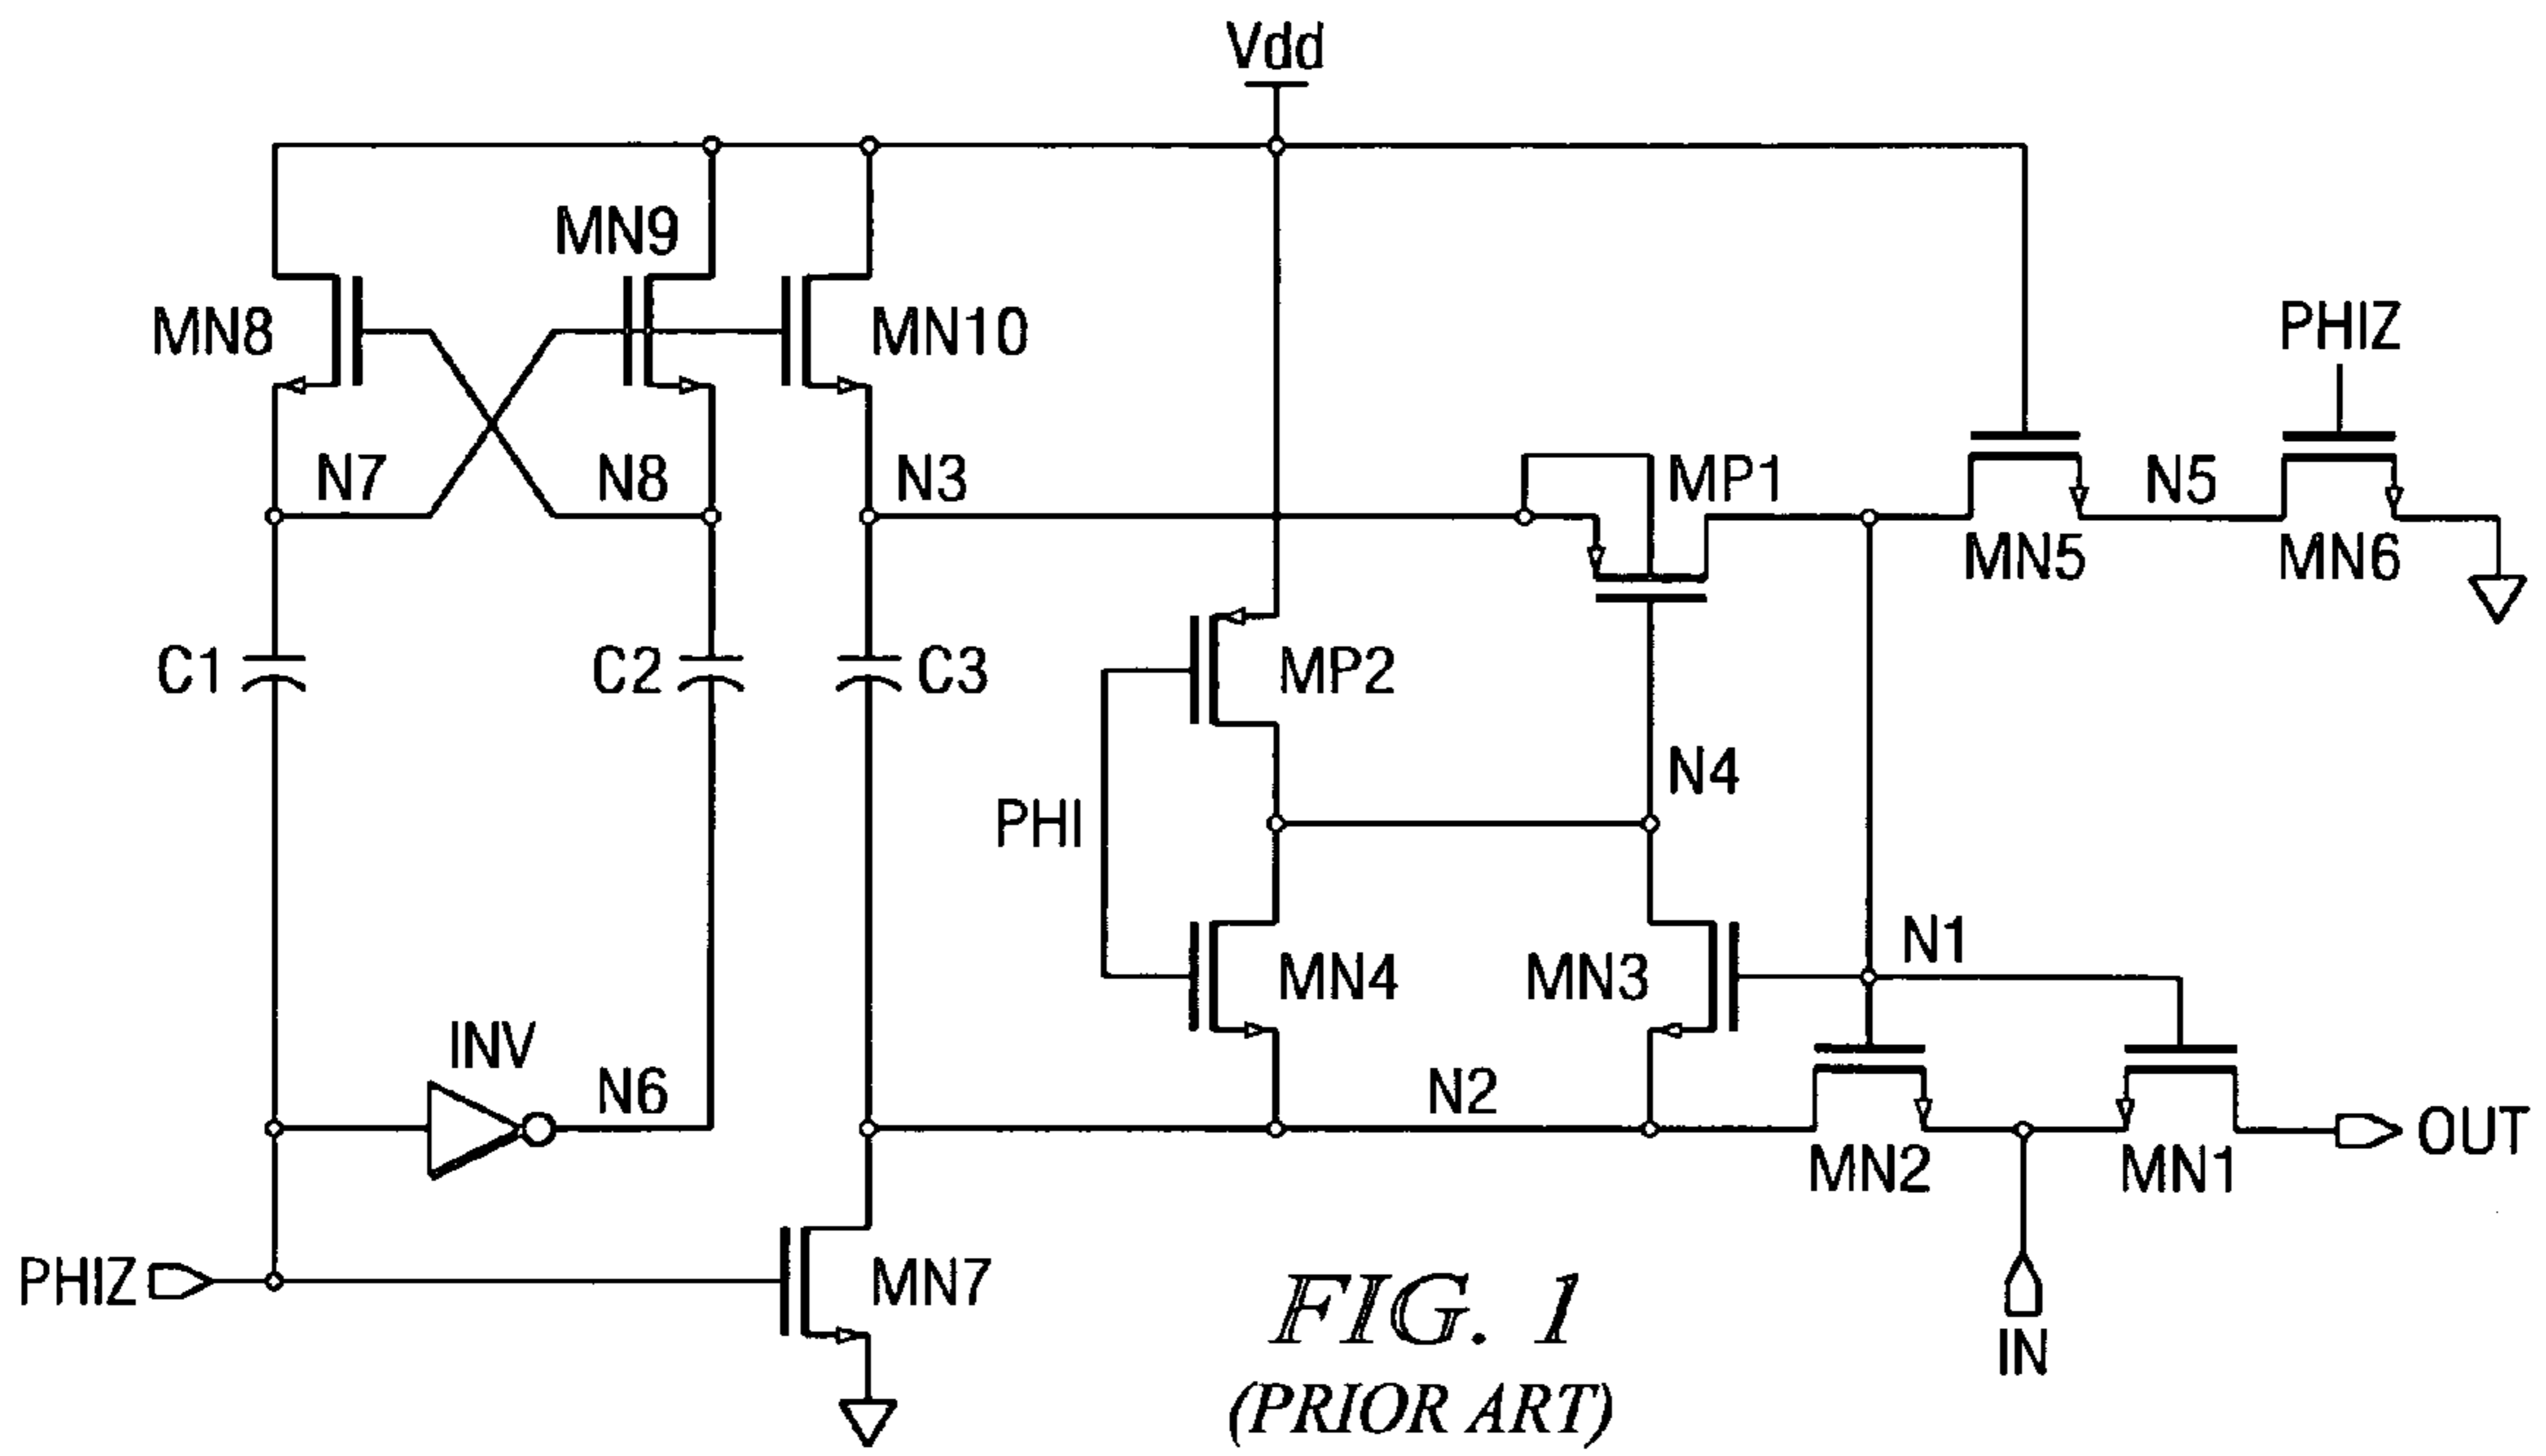 Vdd
MN9
MN8
MN10
PHIZ
N7
N8
N3
MP1
N5
MN5
MN6
C1
C2
C3
MP2
N4
PHI
N1
MN4
MN3
INV
N6
N2
OUT
MN2
MN1
PHIZ
MN7
IN
FIG. 1
(PRIOR ART)